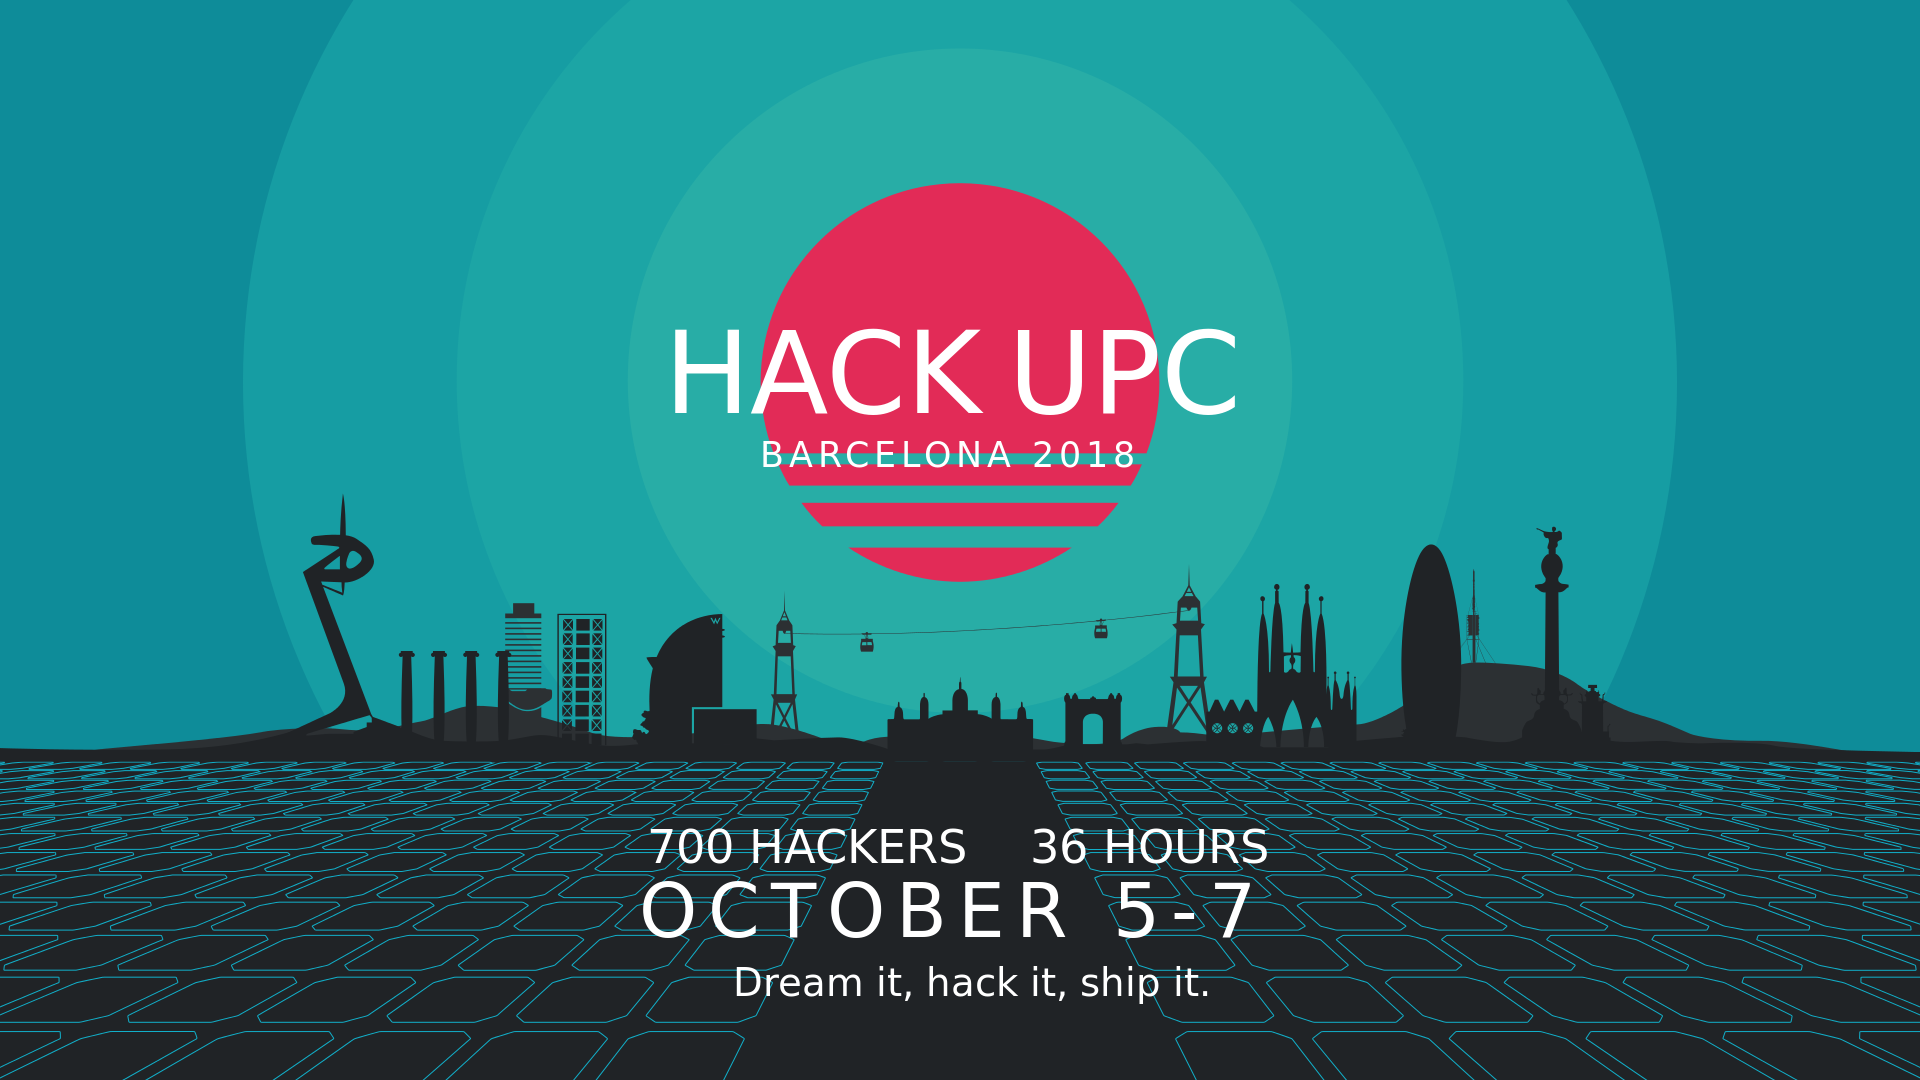 HACK UPC
BARCELONA 2018
W
700 HACKERS 36 HOURS
OCTOBER 5-7
Dream it, hack it, ship it.